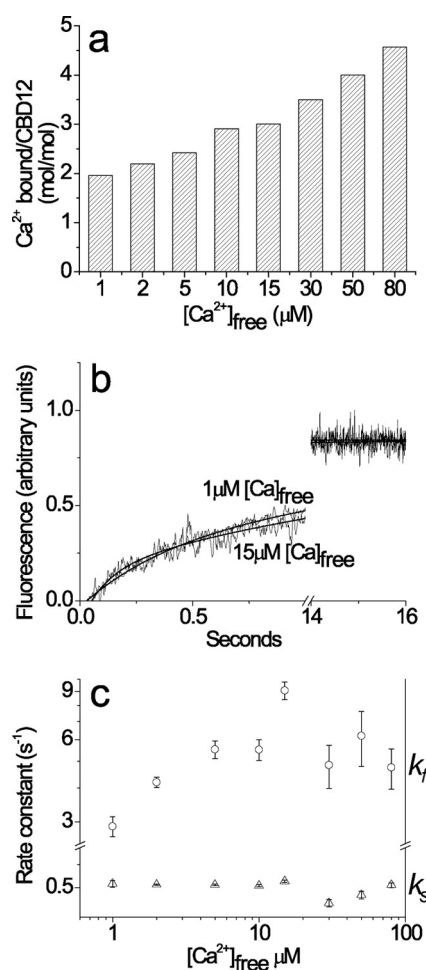 a
Ca²⁺ bound/CBD12
(mol/mol)
5
4
3
2
1
0
1 2 5 10 15 30 50 80
[Ca²⁺]free (μM)
b
Fluorescence (arbitrary units)
1.0
0.5
0.0
1μM [Ca]free
15μM [Ca]free
0.0 0.5 14 16
Seconds
c
Rate constant (s⁻¹)
9
6
3
0.5
kf
ks
1 10 100
[Ca²⁺]free μM